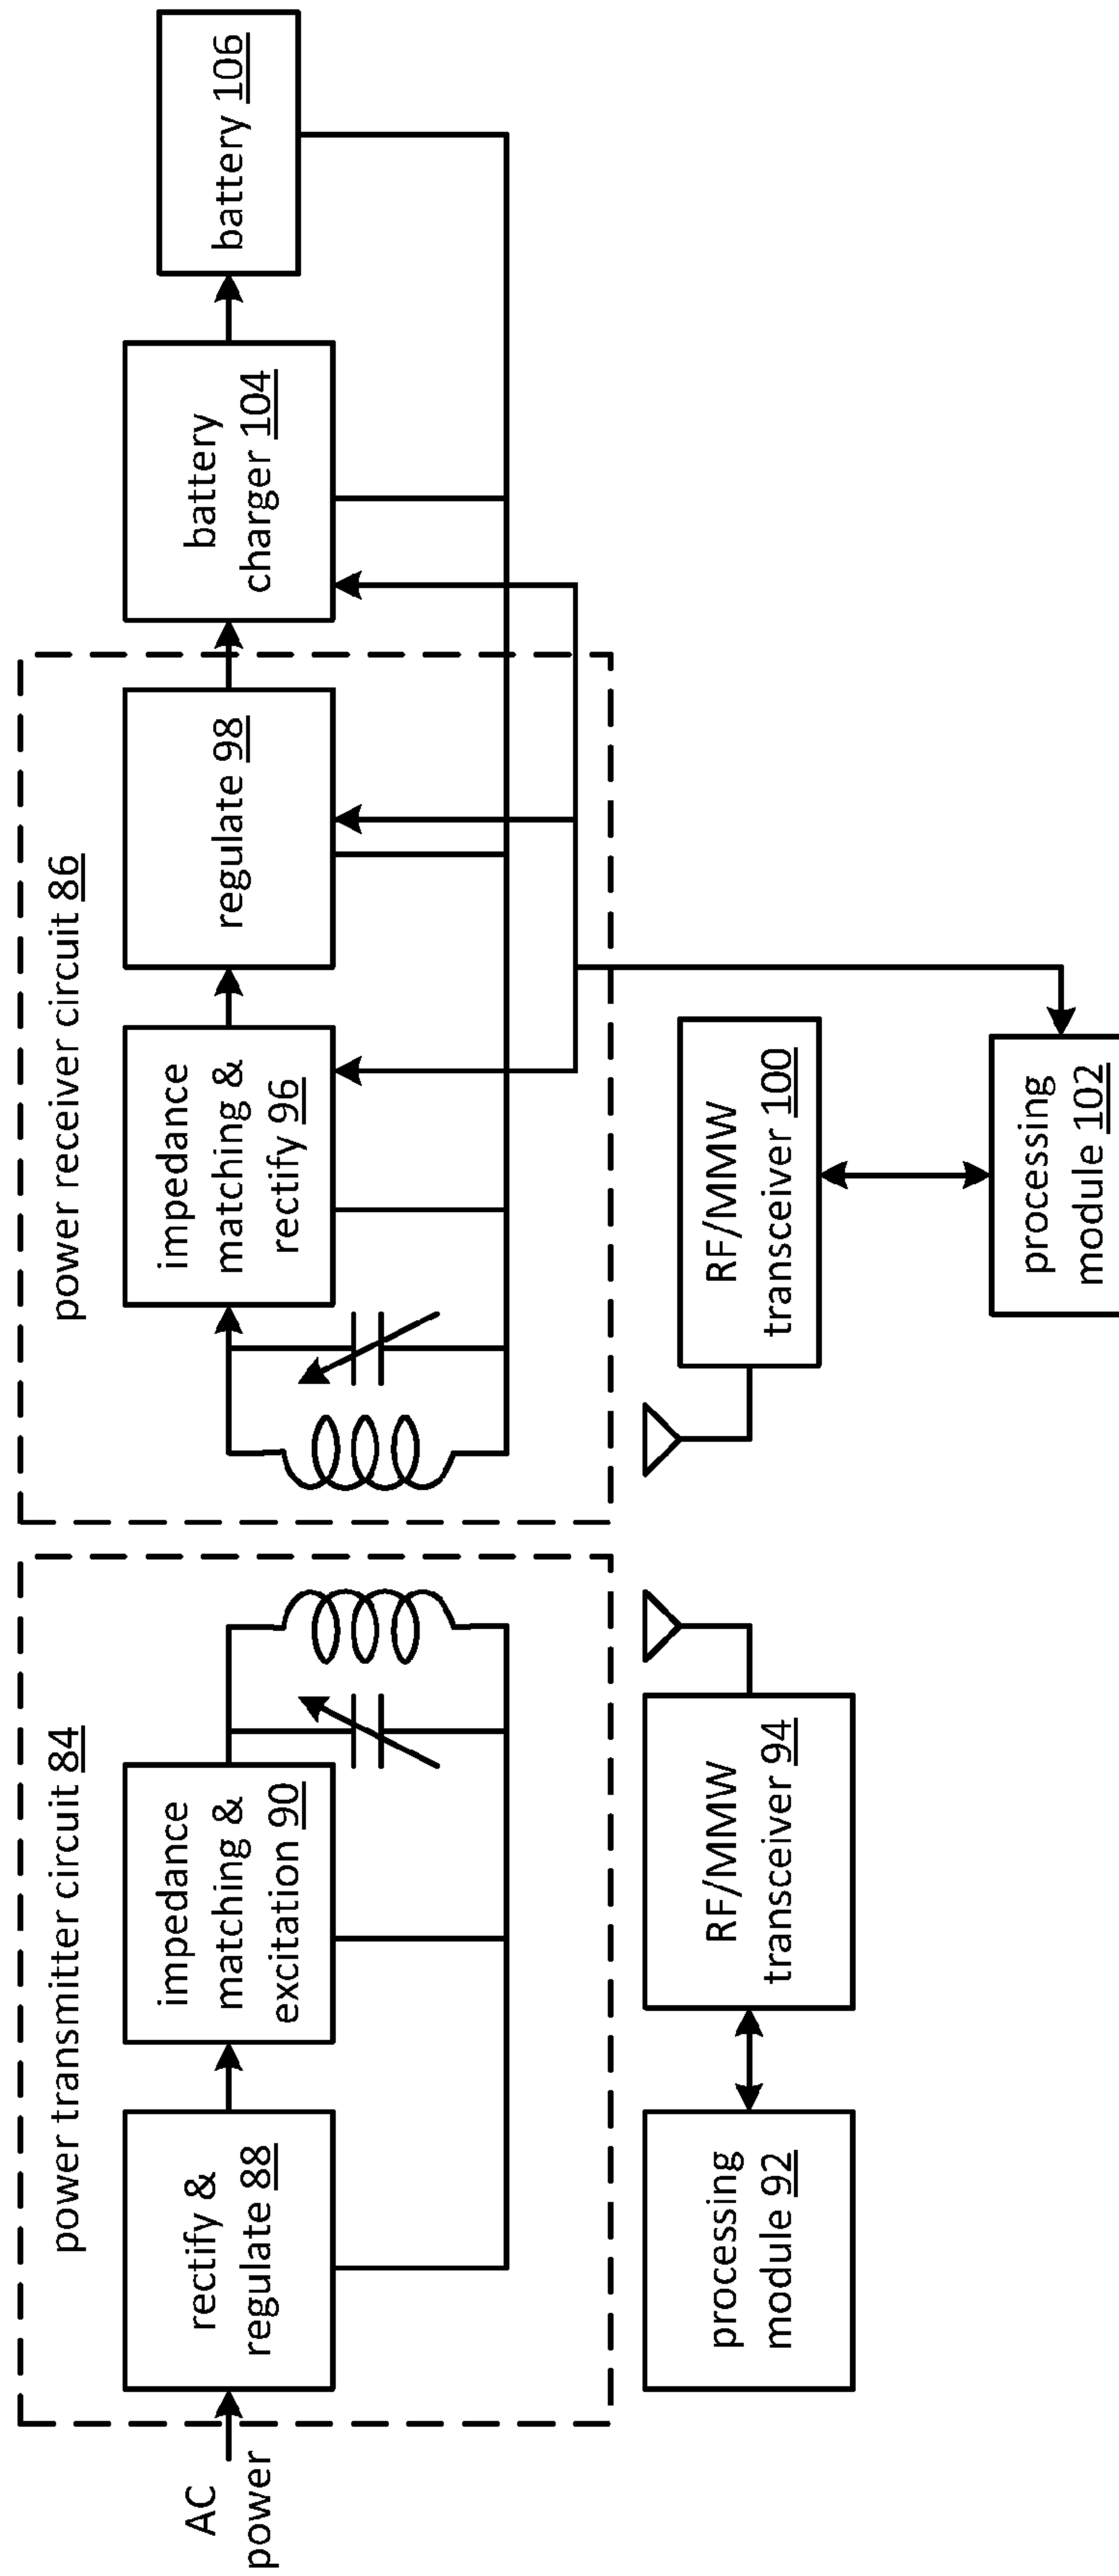 power transmitter circuit 84
AC
power
rectify &
regulate 88
impedance
matching &
excitation 90
processing
module 92
RF/MMW
transceiver 94
power receiver circuit 86
impedance
matching &
rectify 96
regulate 98
battery
charger 104
battery 106
RF/MMW
transceiver 100
processing
module 102